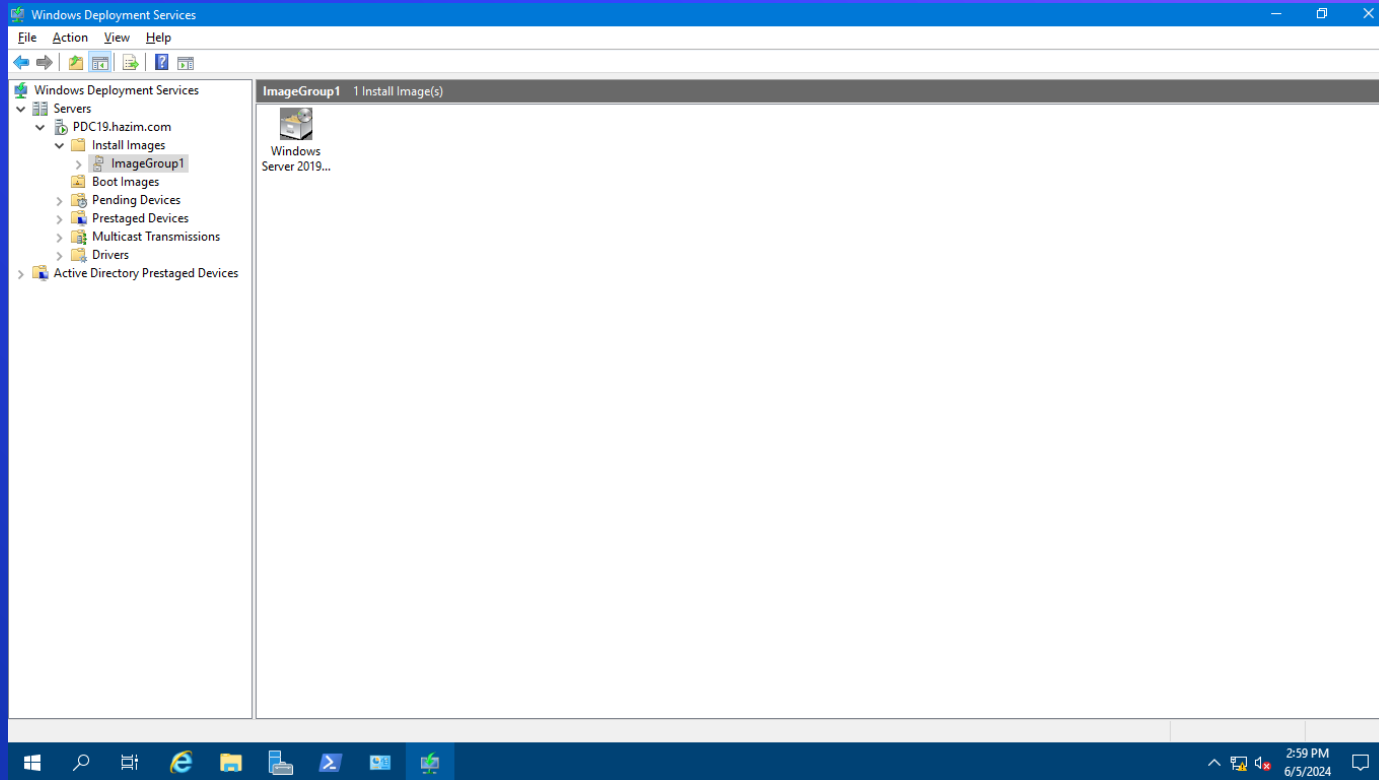 Windows Deployment Services
File Action View Help
Windows Deployment Services
Servers
PDC19.hazim.com
Install Images
ImageGroup1
Boot Images
Pending Devices
Prestaged Devices
Multicast Transmissions
Drivers
Active Directory Prestaged Devices
ImageGroup1 1 Install Image(s)
Windows
Server 2019...
2:59 PM
6/5/2024